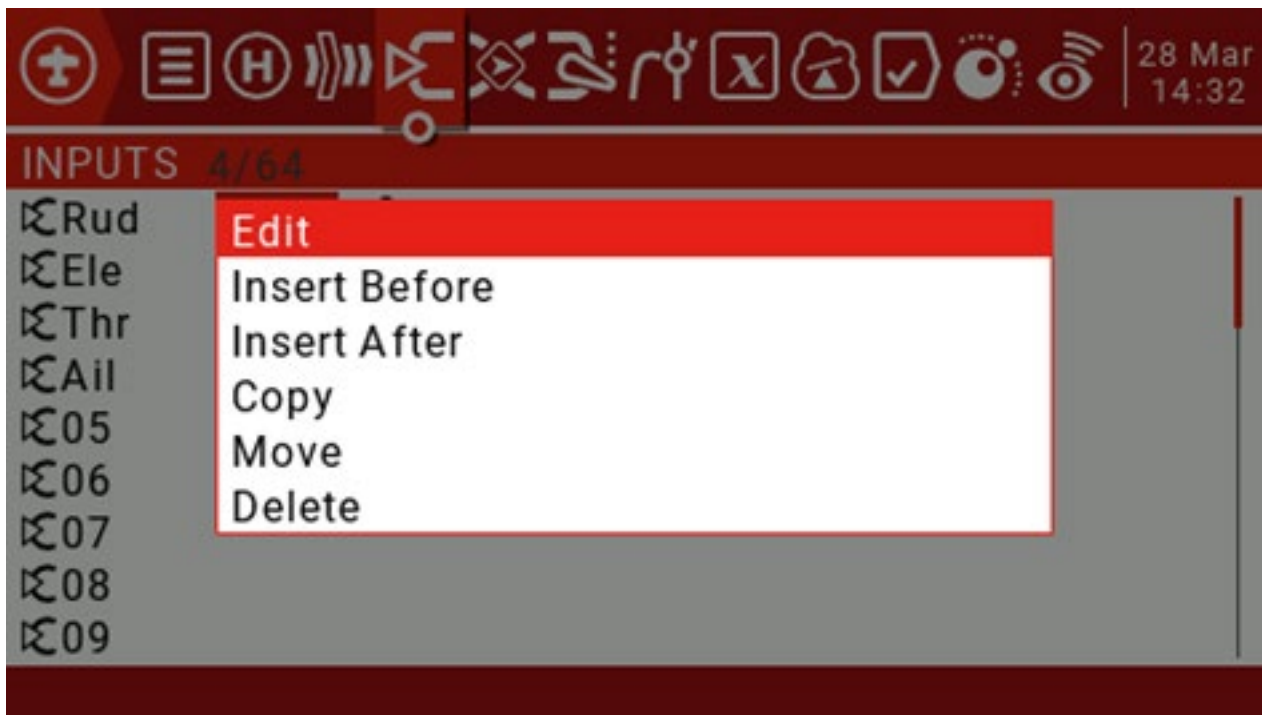 28 Mar
14:32
INPUTS 4/64
Rud
Ele
Thr
Ail
05
06
07
08
09
Edit
Insert Before
Insert After
Copy
Move
Delete